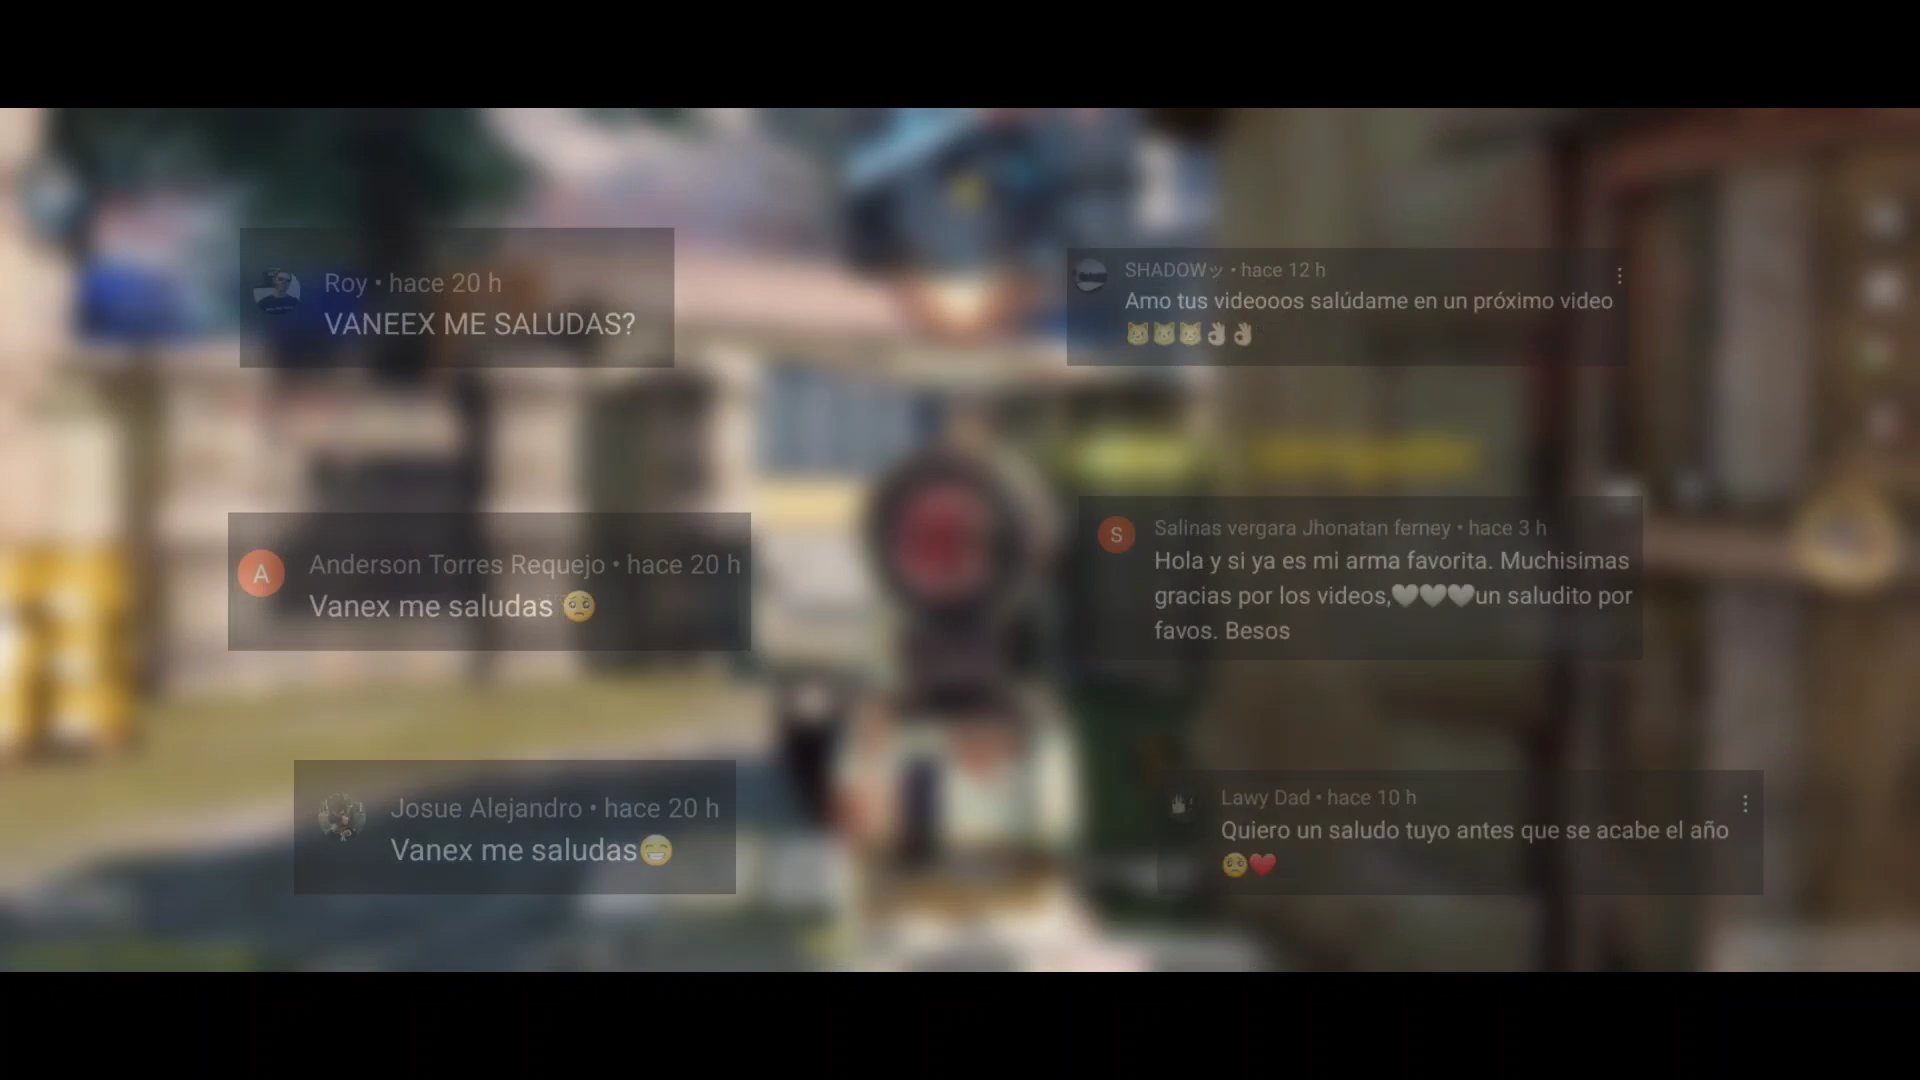 Roy • hace 20 h
VANEEX ME SALUDAS?
Anderson Torres Requejo • hace 20 h
A
Vanex me saludas 🥺
Josue Alejandro • hace 20 h
Vanex me saludas😁
SHADOWッ • hace 12 h
Amo tus videooos salúdame en un próximo video
😺😺😺👌🏻👌🏻
Salinas vergara Jhonatan ferney • hace 3 h
S
Hola y si ya es mi arma favorita. Muchisimas
gracias por los videos,🤍🤍🤍un saludito por
favos. Besos
Lawy Dad • hace 10 h
Quiero un saludo tuyo antes que se acabe el año
🥺❤️